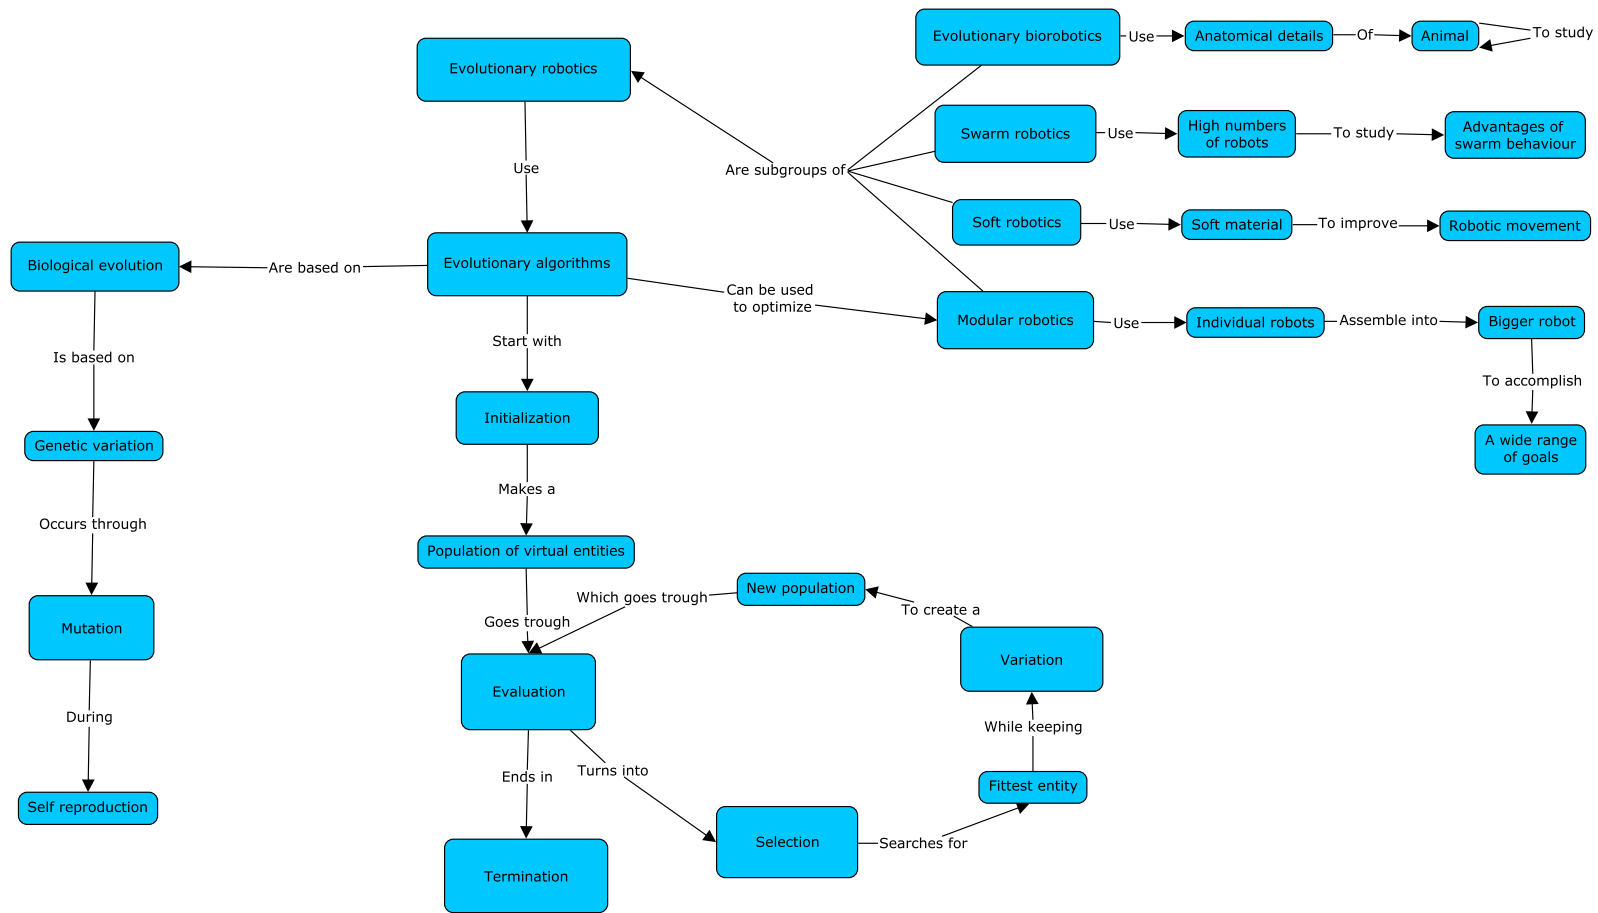 Evolutionary robotics
Evolutionary biorobotics
Use
Anatomical details
Of
Animal
To study
Swarm robotics
Use
High numbers
of robots
To study
Advantages of
swarm behaviour
Are subgroups of
Use
Soft robotics
Use
Soft material
To improve
Robotic movement
Biological evolution
Are based on
Evolutionary algorithms
Can be used
to optimize
Modular robotics
Use
Individual robots
Assemble into
Bigger robot
To accomplish
A wide range
of goals
Is based on
Start with
Genetic variation
Initialization
Occurs through
Makes a
Population of virtual entities
Mutation
Goes trough
Which goes trough
New population
To create a
Variation
Evaluation
During
Ends in
Turns into
While keeping
Fittest entity
Self reproduction
Termination
Selection
Searches for